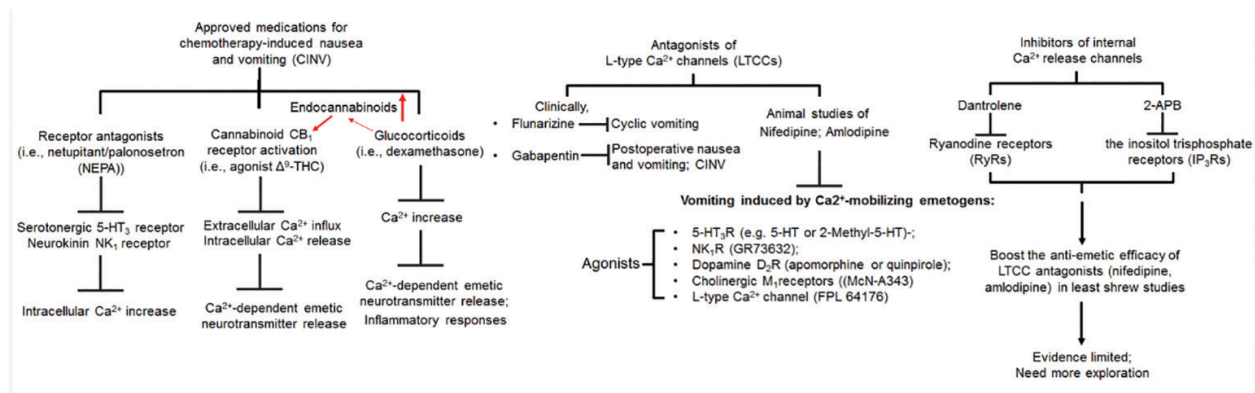 Approved medications for
chemotherapy-induced nausea
and vomiting (CINV)
Endocannabinoids
Receptor antagonists
(i.e., netupitant/palonosetron
(NEPA))
Cannabinoid CB₁
receptor activation
(i.e., agonist Δ⁹-THC)
Glucocorticoids
(i.e., dexamethasone)
Serotonergic 5-HT₃ receptor
Neurokinin NK₁ receptor
Extracellular Ca²⁺ influx
Intracellular Ca²⁺ release
Ca²⁺ increase
Intracellular Ca²⁺ increase
Ca²⁺-dependent emetic
neurotransmitter release
Ca²⁺-dependent emetic
neurotransmitter release;
Inflammatory responses
Antagonists of
L-type Ca²⁺ channels (LTCCs)
Clinically,
• Flunarizine
Cyclic vomiting
• Gabapentin
Postoperative nausea
and vomiting; CINV
Animal studies of
Nifedipine; Amlodipine
Vomiting induced by Ca2⁺-mobilizing emetogens:
Agonists
• 5-HT₃R (e.g. 5-HT or 2-Methyl-5-HT)-;
• NK₁R (GR73632);
• Dopamine D₂R (apomorphine or quinpirole);
• Cholinergic M₁receptors ((McN-A343)
• L-type Ca²⁺ channel (FPL 64176)
Inhibitors of internal
Ca²⁺ release channels
Dantrolene
2-APB
Ryanodine receptors
(RyRs)
the inositol trisphosphate
receptors (IP₃Rs)
Boost the anti-emetic efficacy of
LTCC antagonists (nifedipine,
amlodipine) in least shrew studies
Evidence limited;
Need more exploration